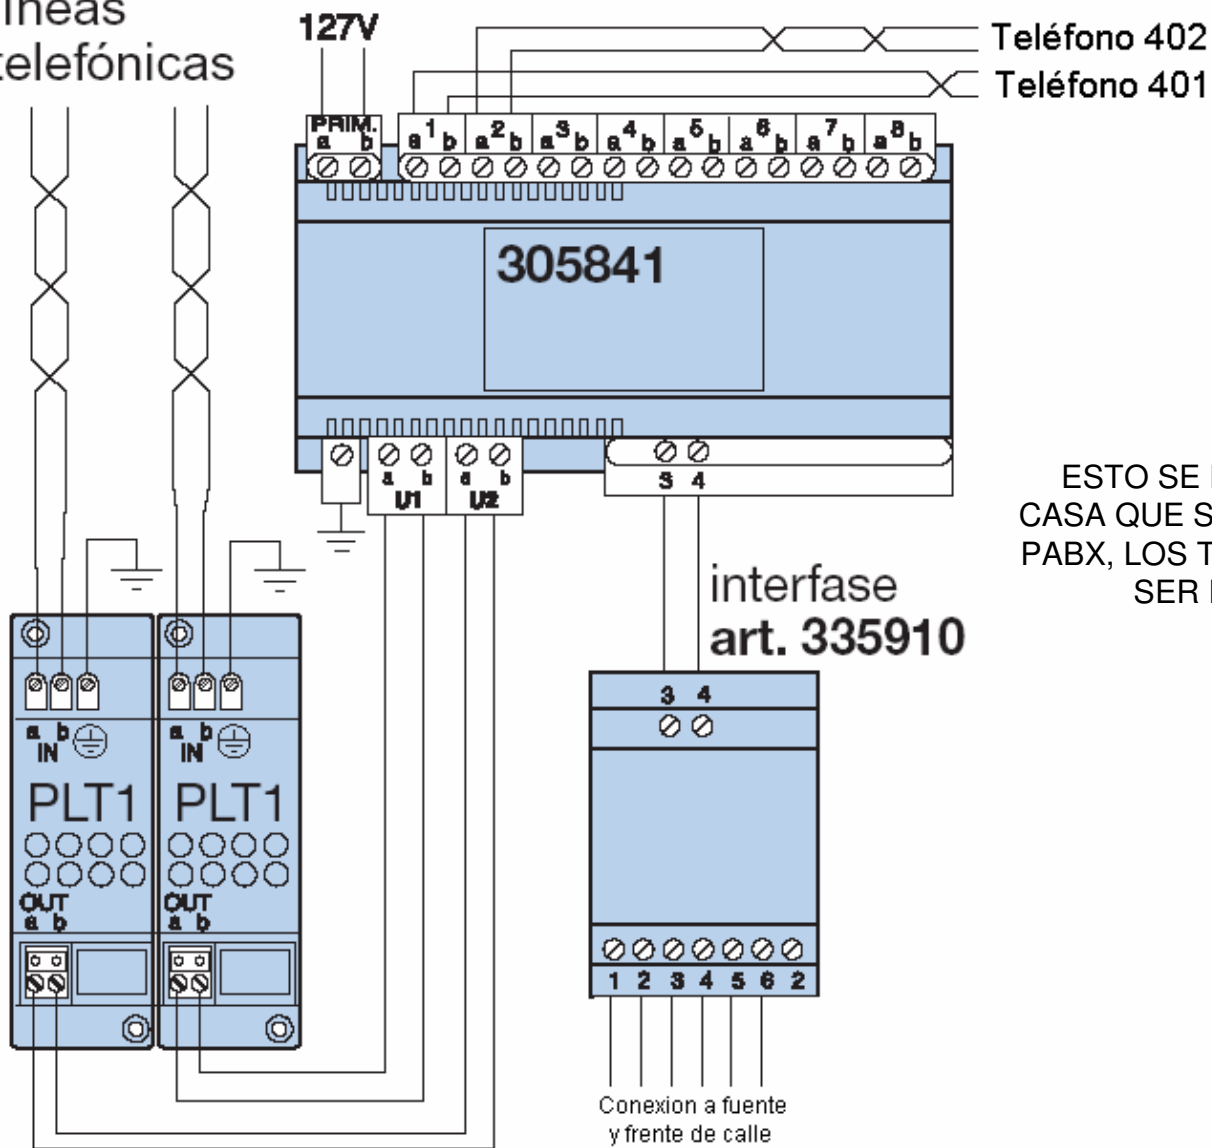 telefónicas
127V
Teléfono 402
Teléfono 401
PRIM.
a b
a 1 b
a 2 b
a 3 b
a 4 b
a 5 b
a 6 b
a 7 b
a 8 b
305841
a b
U1
a b
U2
3 4
ESTO SE
CASA QUE
PABX, LOS
SER
interfase
art. 335910
3 4
a b
IN
PLT1
OUT
a b
a b
IN
PLT1
OUT
a b
1 2 3 4 5 6 2
Conexion a fuente
y frente de calle